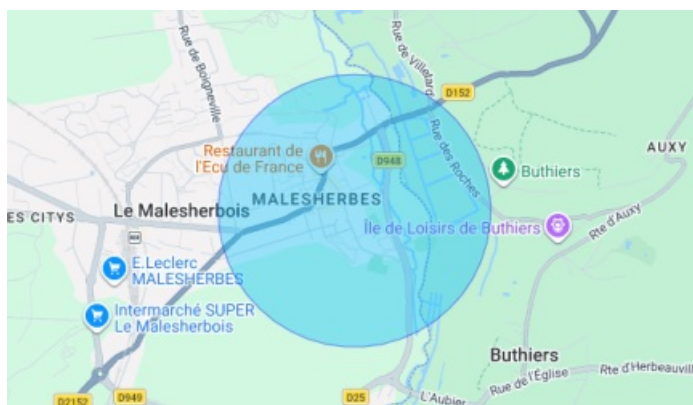 Rue de Boigneville
Rue de Villetard
D152
Restaurant de
l'Ecu de France
D948
Rue des Roches
AUXY
Buthiers
MALESHERBES
ES CITYS
Le Malesherbois
Île de Loisirs de Buthiers
Rte d'Auxy
E.Leclerc
MALESHERBES
Intermarché SUPER
Le Malesherbois
Buthiers
Rte d'Herbeauvill
Rue de l'Église
D2152
D949
D25
L'Aubier